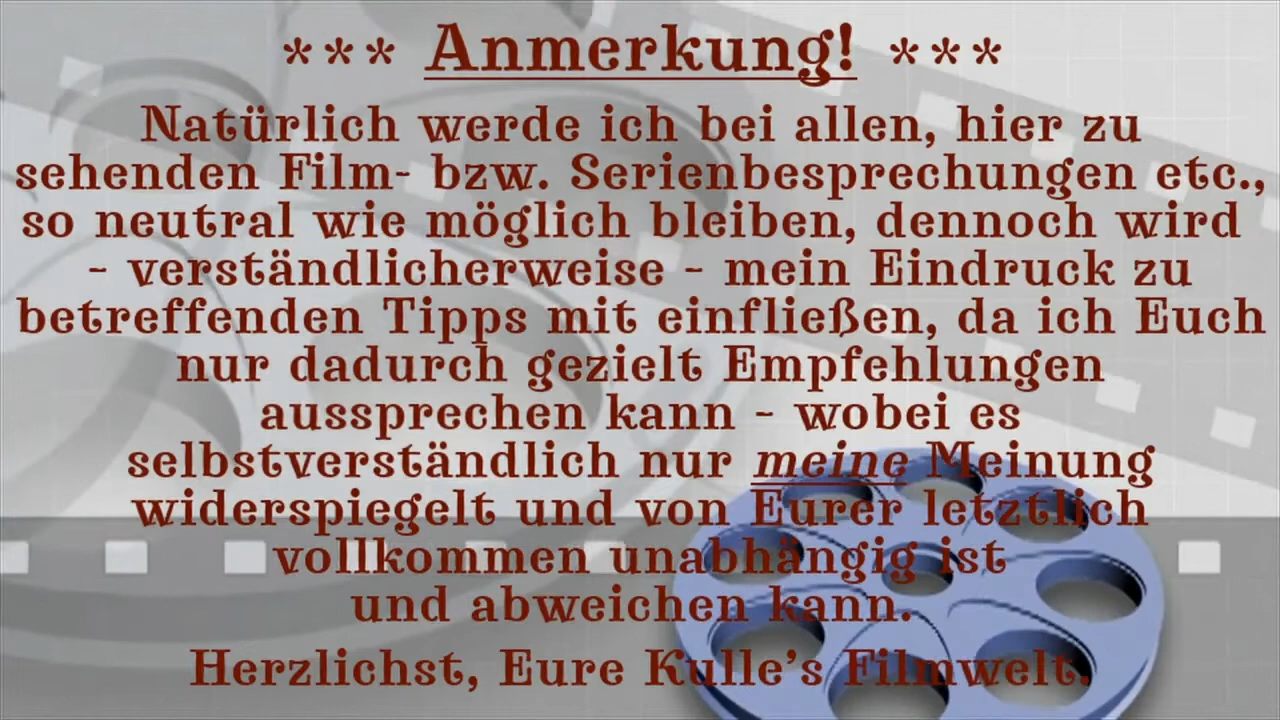 *** Anmerkung! ***
Natürlich werde ich bei allen, hier zu
sehenden Film- bzw. Serienbesprechungen etc.,
so neutral wie möglich bleiben, dennoch wird
- verständlicherweise - mein Eindruck zu
betreffenden Tipps mit einfließen, da ich Euch
nur dadurch gezielt Empfehlungen
aussprechen kann - wobei es
selbstverständlich nur meine Meinung
widerspiegelt und von Eurer letztlich
vollkommen unabhängig ist
und abweichen kann.
Herzlichst, Eure Kulle's Filmwelt.